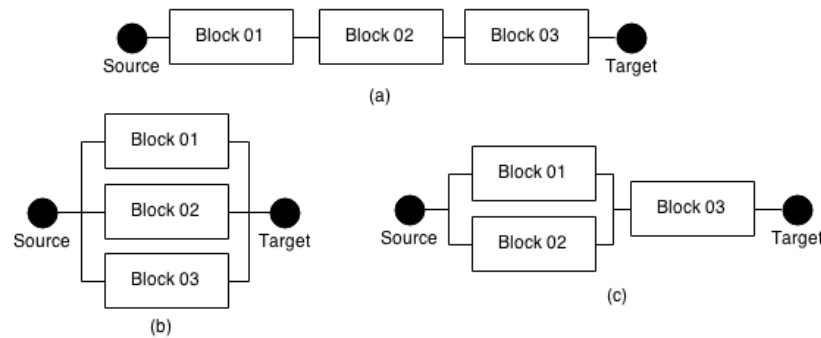 Block 01 Block 02 Block 03
Source Target
(a)
Block 01
Block 02
Source Target
Block 03
(b)
Block 01
Block 03
Source Target
Block 02
(c)